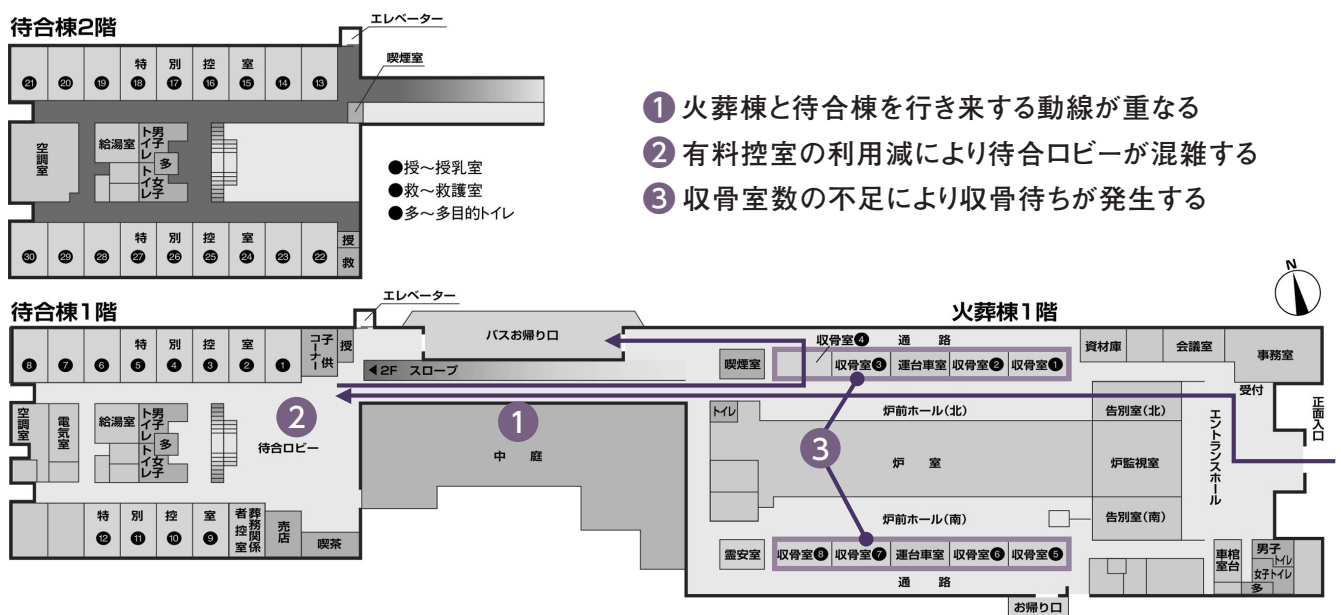 待合棟2階
エレベーター
喫煙室
特別控室
㉑ ⑳ ⑲ ⑱ ⑰ ⑯ ⑮ ⑭ ⑬
空調室
給湯室
男子トイレ
多
女子トイレ
特別控室
㉚ ㉙ ㉘ ㉗ ㉖ ㉕ ㉔ ㉓ ㉒
授
救
●授～授乳室
●救～救護室
●多～多目的トイレ
① 火葬棟と待合棟を行き来する動線が重なる
② 有料控室の利用減により待合ロビーが混雑する
③ 収骨室数の不足により収骨待ちが発生する
N
待合棟1階
エレベーター
特別控室
⑧ ⑦ ⑥ ⑤ ④ ③ ② ①
子供コーナー
授
バスお帰り口
◀2F スロープ
空調室
電気室
給湯室
男子トイレ
多
女子トイレ
②
待合ロビー
①
中庭
特別控室
⑫ ⑪ ⑩ ⑨
葬務関係者控室
売店
喫茶
火葬棟1階
収骨室④
通路
喫煙室
収骨室③
運台車室
収骨室②
収骨室①
資材庫
会議室
事務室
受付
正面入口
トイレ
炉前ホール(北)
告別室(北)
エントランスホール
③
炉室
炉監視室
炉前ホール(南)
告別室(南)
霊安室
収骨室⑧
収骨室⑦
運台車室
収骨室⑥
収骨室⑤
通路
お帰り口
棺台車室
男子トイレ
女子トイレ
多